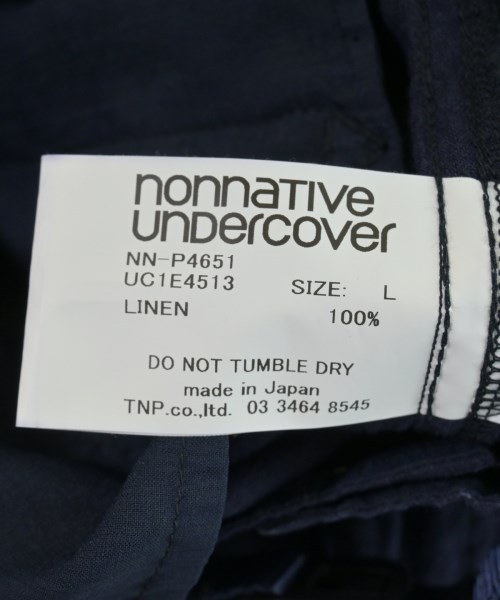 nonnative
undercover
NN-P4651
UC1E4513 SIZE: L
LINEN 100%
DO NOT TUMBLE DRY
made in Japan
TNP.co.,ltd. 03 3464 8545